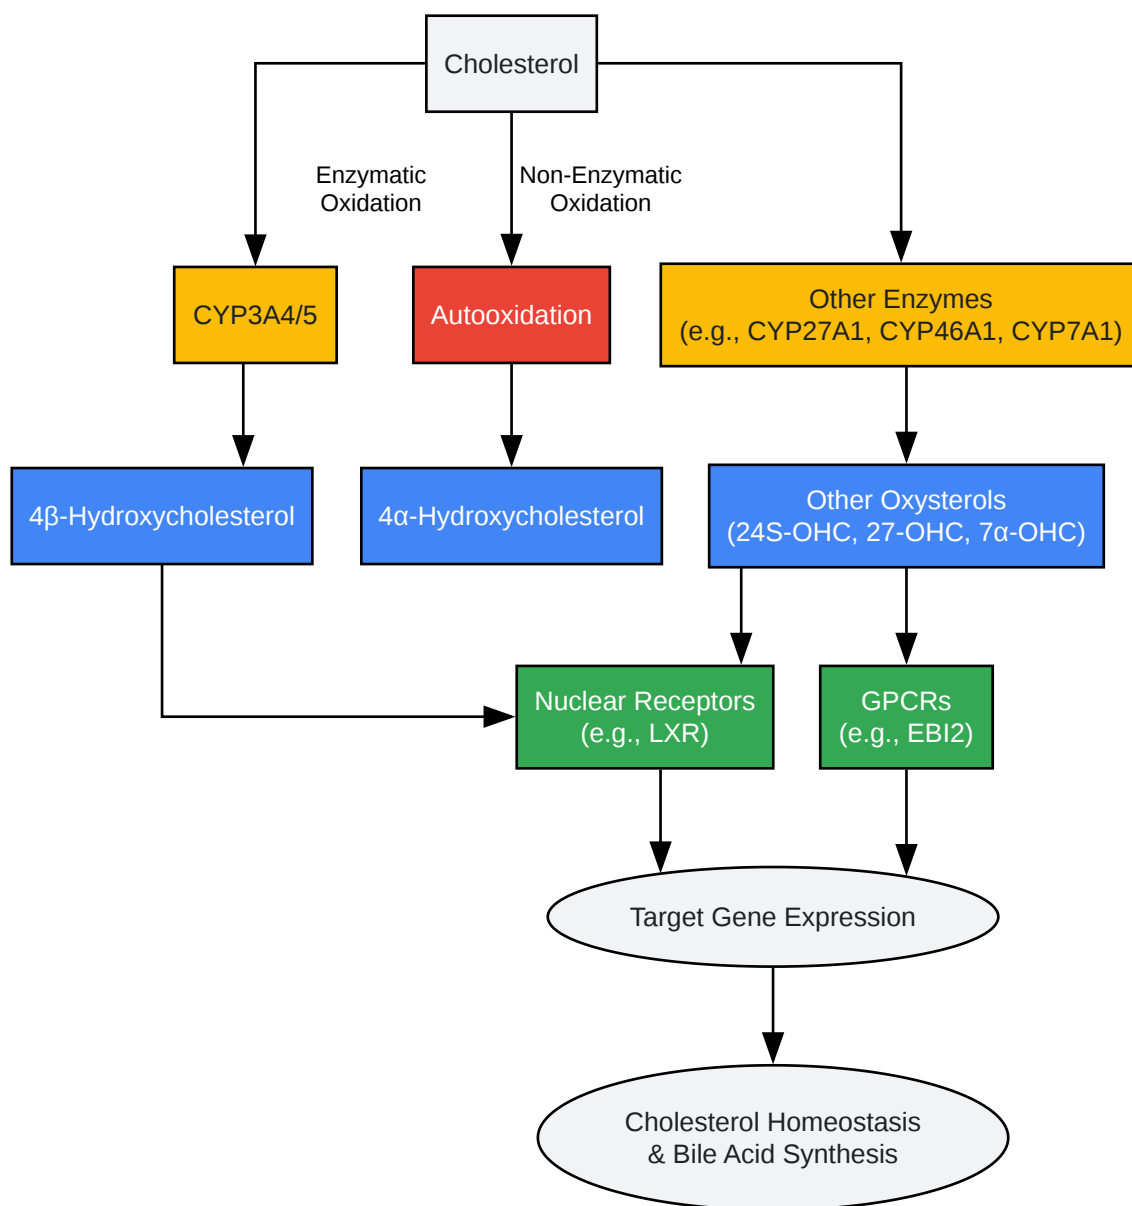 Cholesterol
Enzymatic
Oxidation
Non-Enzymatic
Oxidation
CYP3A4/5
Autooxidation
Other Enzymes
(e.g., CYP27A1, CYP46A1, CYP7A1)
4β-Hydroxycholesterol
4α-Hydroxycholesterol
Other Oxysterols
(24S-OHC, 27-OHC, 7α-OHC)
Nuclear Receptors
(e.g., LXR)
GPCRs
(e.g., EBI2)
Target Gene Expression
Cholesterol Homeostasis
& Bile Acid Synthesis